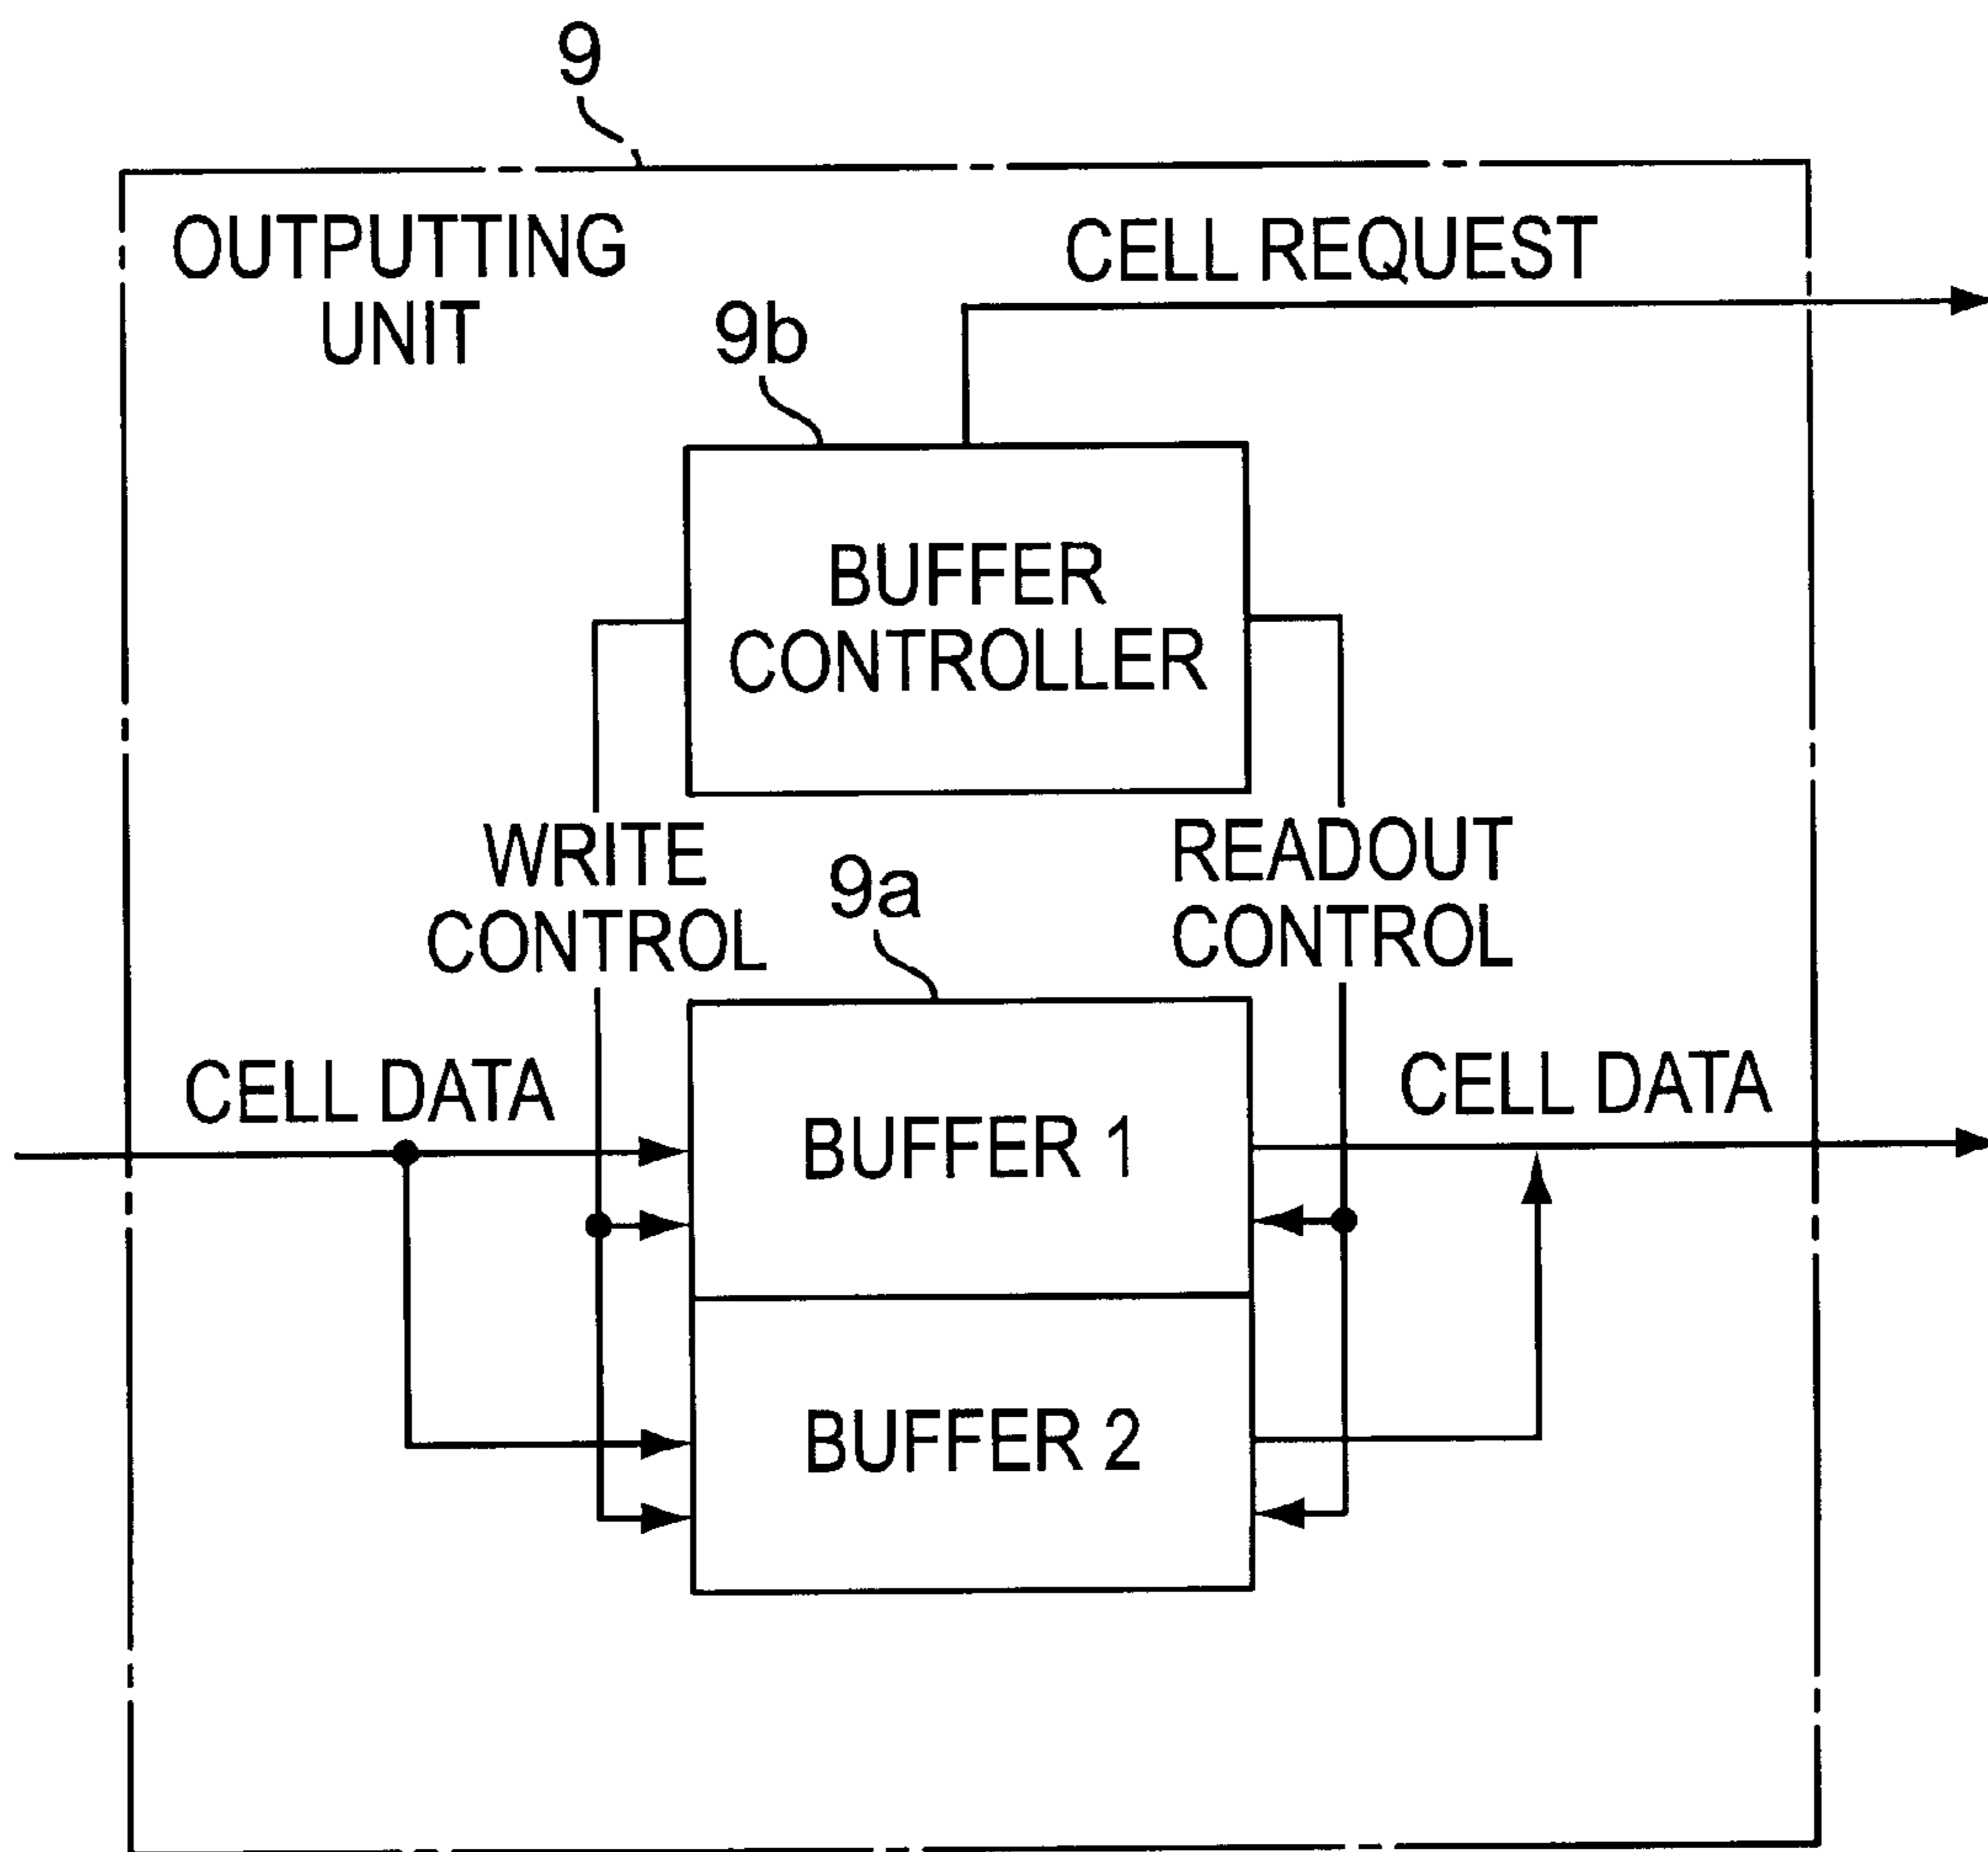 9
OUTPUTTING
UNIT
CELL REQUEST
9b
BUFFER
CONTROLLER
WRITE
CONTROL
READOUT
CONTROL
9a
CELL DATA
CELL DATA
BUFFER 1
BUFFER 2